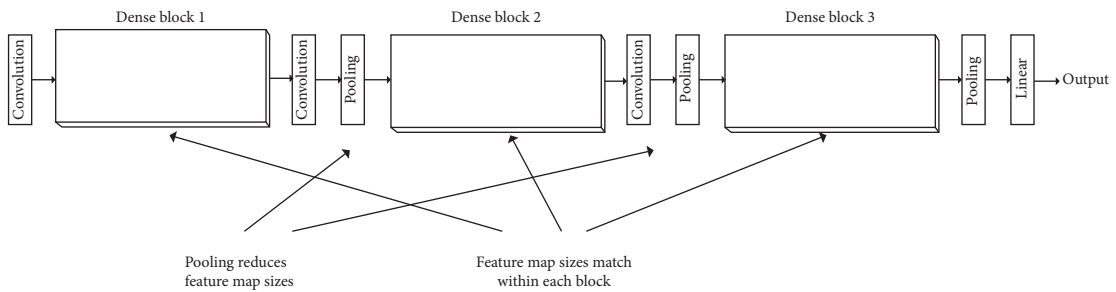 Dense block 1
Dense block 2
Dense block 3
Convolution
Convolution
Pooling
Convolution
Pooling
Pooling
Linear
Output
Pooling reduces
feature map sizes
Feature map sizes match
within each block